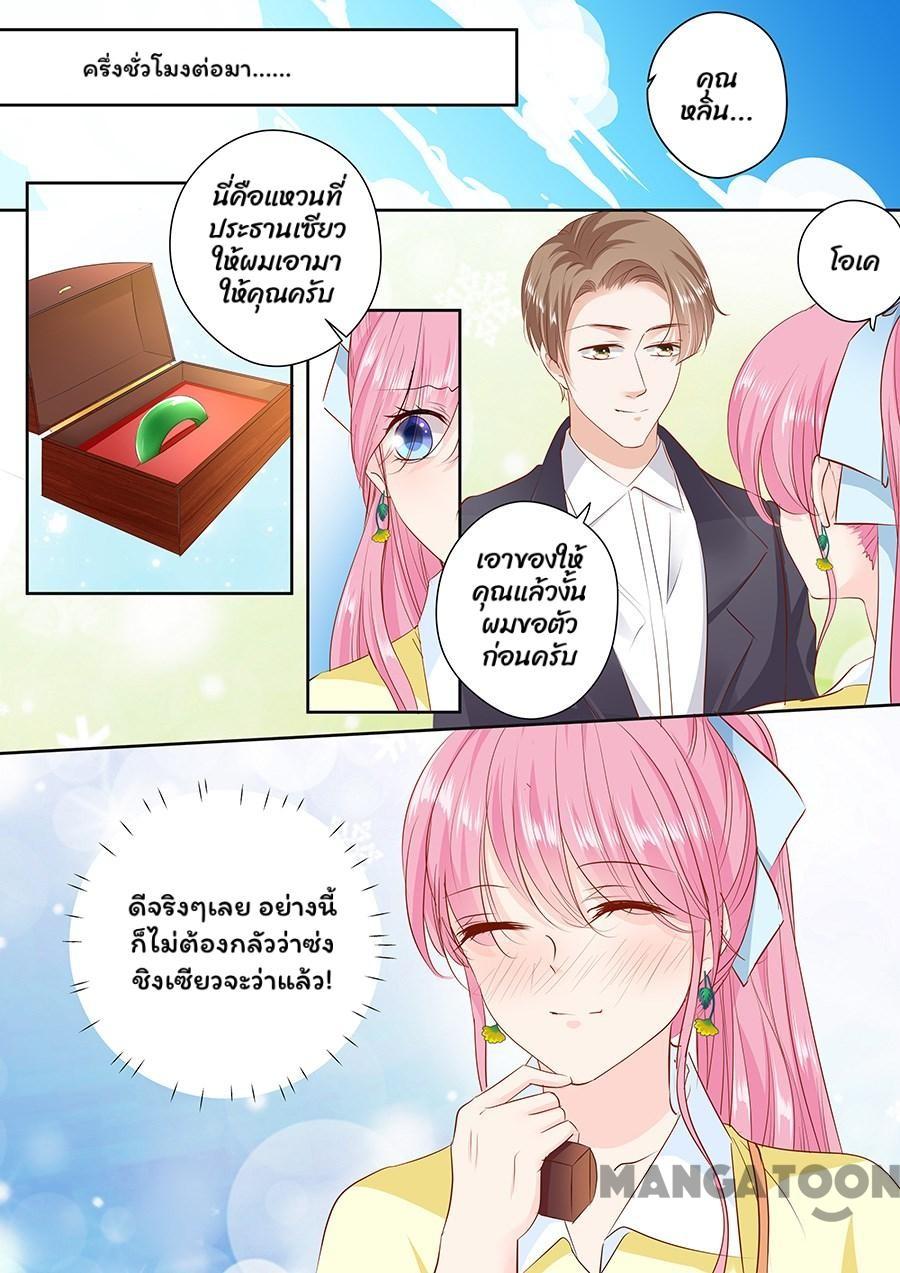 ครึ่งชั่วโมงต่อมา......
คุณ
หลิน...
นี่คือแหวนที่
ประธานเซียว
ให้ผมเอามา
ให้คุณครับ
โอเค
เอาของให้
คุณแล้วงั้น
ผมขอตัว
ก่อนครับ
ดีจริงๆเลย อย่างนี้
ก็ไม่ต้องกลัวว่าซ่ง
ชิงเซียวจะว่าแล้ว!
MANGATOON